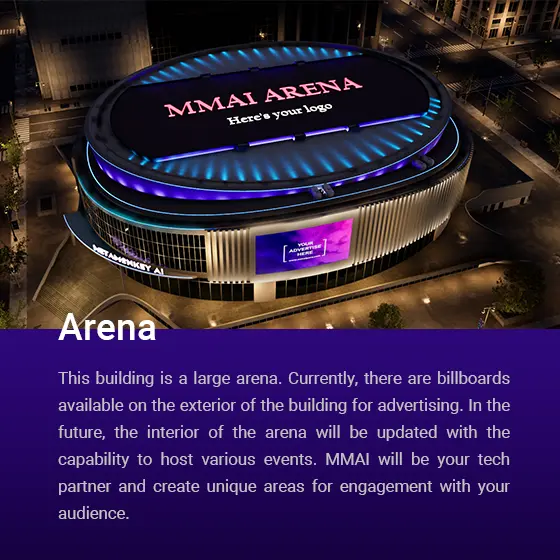 MMAI ARENA
Here's your logo
METAMONKEY AI
YOUR
ADVERTISE
HERE
Arena
This building is a large arena. Currently, there are billboards
available on the exterior of the building for advertising. In the
future, the interior of the arena will be updated with the
capability to host various events. MMAI will be your tech
partner and create unique areas for engagement with your
audience.